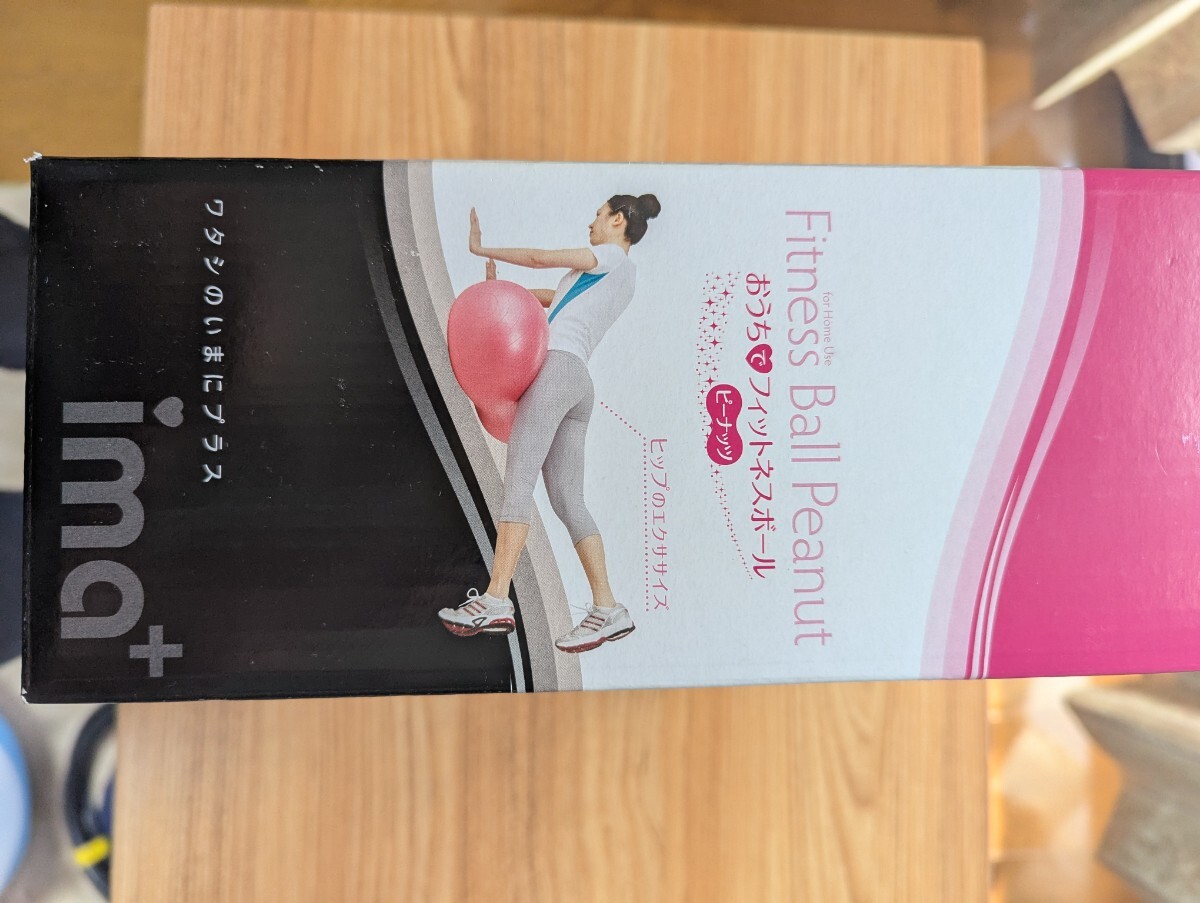 Fitness Ball Peanut
for Home Use
おうちでフィットネスボール
ピーナッツ
ヒップのエクササイズ
ワタシのいまにプラス
ima+